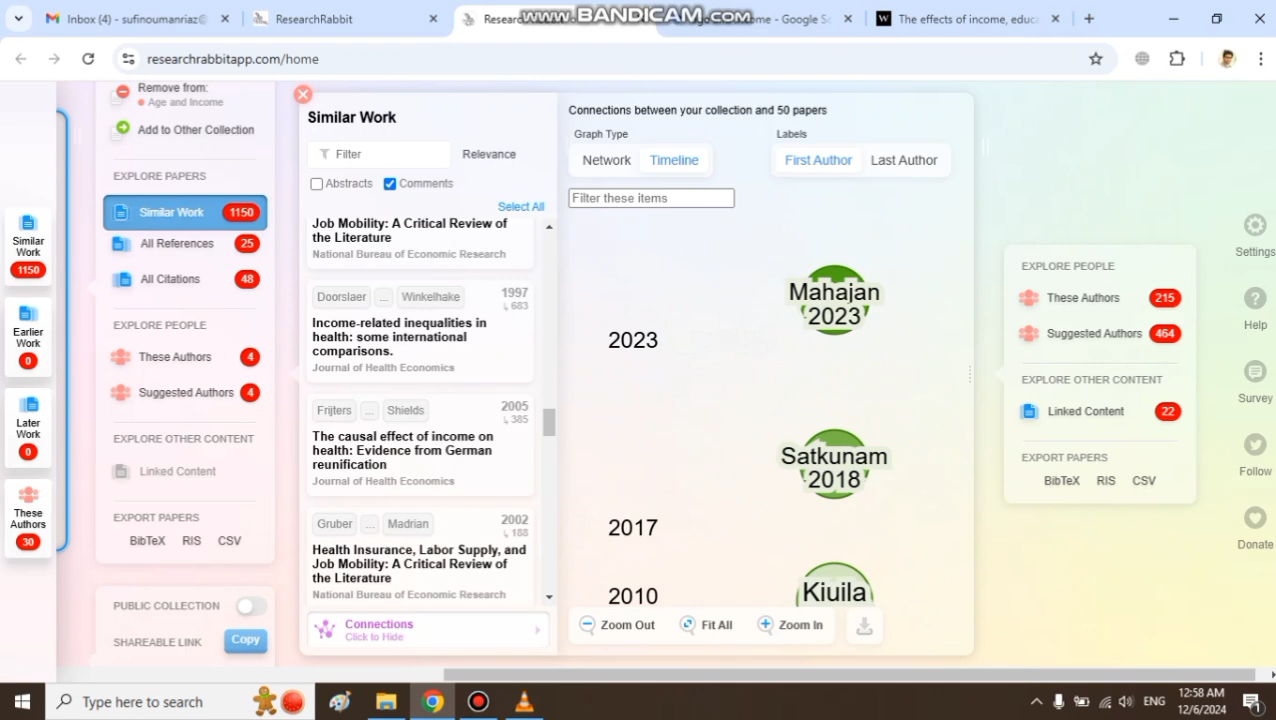 Inbox (4) - sufinoumanriaz@
ResearchRabbit
Resea
www.BANDICAM.com
ome - Google Sc
The effects of income, educ
researchrabbitapp.com/home
Remove from:
Age and Income
Add to Other Collection
EXPLORE PAPERS
Similar Work 1150
All References 25
All Citations 48
EXPLORE PEOPLE
These Authors 4
Suggested Authors 4
EXPLORE OTHER CONTENT
Linked Content
EXPORT PAPERS
BibTeX RIS CSV
PUBLIC COLLECTION
SHAREABLE LINK Copy
Similar
Work
1150
Earlier
Work
0
Later
Work
0
These
Authors
30
Similar Work
Filter Relevance
Abstracts Comments
Select All
Job Mobility: A Critical Review of
the Literature
National Bureau of Economic Research
Doorslaer ... Winkelhake 1997
683
Income-related inequalities in
health: some international
comparisons.
Journal of Health Economics
Frijters ... Shields 2005
385
The causal effect of income on
health: Evidence from German
reunification
Journal of Health Economics
Gruber ... Madrian 2002
188
Health Insurance, Labor Supply, and
Job Mobility: A Critical Review of
the Literature
National Bureau of Economic Research
Connections
Click to Hide
Connections between your collection and 50 papers
Graph Type Labels
Network Timeline First Author Last Author
Filter these items
Mahajan
2023
2023
Satkunam
2018
2017
2010
Kiuila
Zoom Out Fit All Zoom In
EXPLORE PEOPLE
These Authors 215
Suggested Authors 464
EXPLORE OTHER CONTENT
Linked Content 22
EXPORT PAPERS
BibTeX RIS CSV
Settings
Help
Survey
Follow
Donate
Type here to search
ENG
12:58 AM
12/6/2024
1